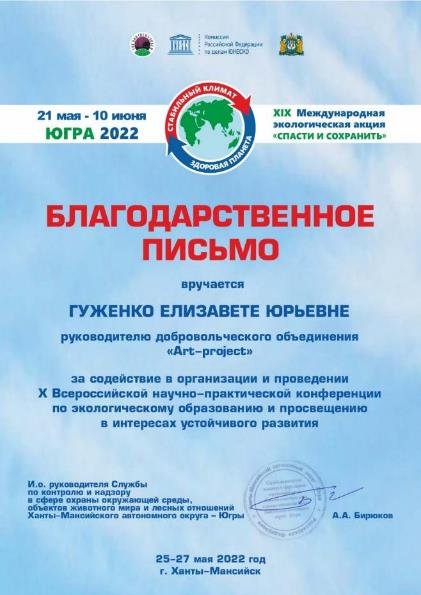 Комиссия
Российской Федерации
по делам ЮНЕСКО
21 мая - 10 июня
ЮГРА 2022
СТАБИЛЬНЫЙ КЛИМАТ
ЗДОРОВАЯ ПЛАНЕТА
XIX Международная
экологическая акция
«СПАСТИ И СОХРАНИТЬ»
БЛАГОДАРСТВЕННОЕ
ПИСЬМО
вручается
ГУЖЕНКО ЕЛИЗАВЕТЕ ЮРЬЕВНЕ
руководителю добровольческого объединения
«Art-project»
за содействие в организации и проведении
X Всероссийской научно-практической конференции
по экологическому образованию и просвещению
в интересах устойчивого развития
И.о. руководителя Службы
по контролю и надзору
в сфере охраны окружающей среды,
объектов животного мира и лесных отношений
Ханты-Мансийского автономного округа - Югры
А.А. Бирюков
25-27 мая 2022 год
г. Ханты-Мансийск